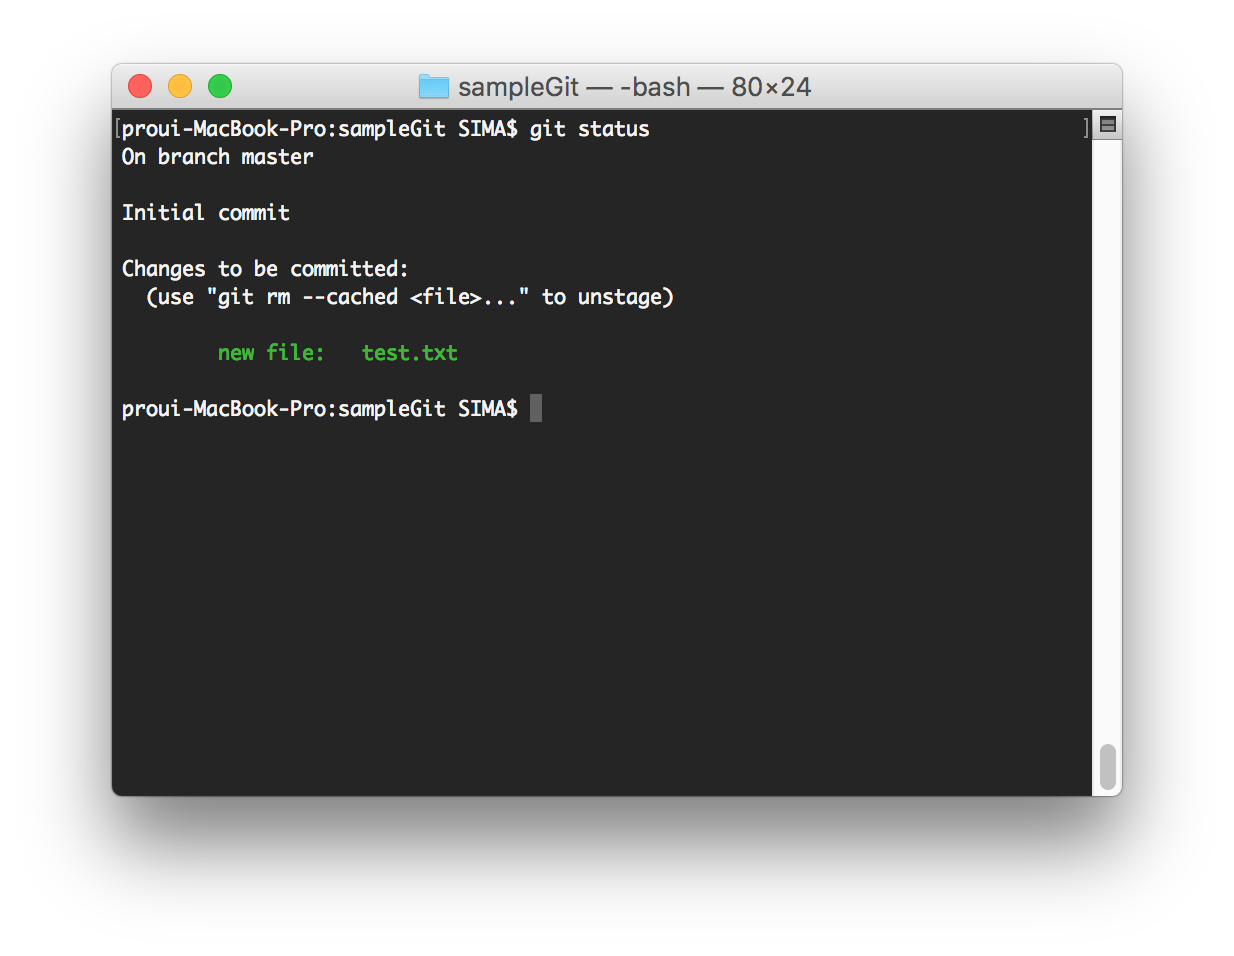 sampleGit — -bash — 80×24
[proui-MacBook-Pro:sampleGit SIMA$ git status ]
On branch master
Initial commit
Changes to be committed:
  (use "git rm --cached <file>..." to unstage)
        new file:   test.txt
proui-MacBook-Pro:sampleGit SIMA$